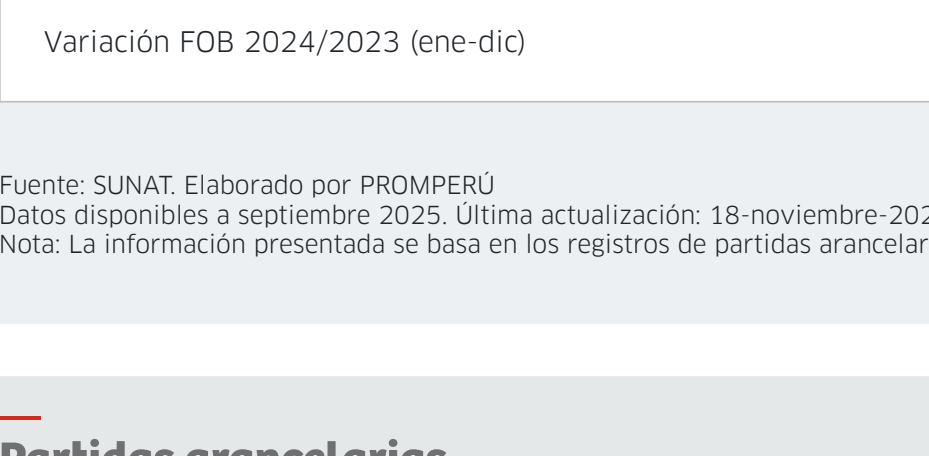 Variación FOB 2024/2023 (ene-dic)
Fuente: SUNAT. Elaborado por PROMPERÚ
Datos disponibles a septiembre 2025. Última actualización: 18-noviembre-202
Nota: La información presentada se basa en los registros de partidas arancelar
Partidas arancelarias